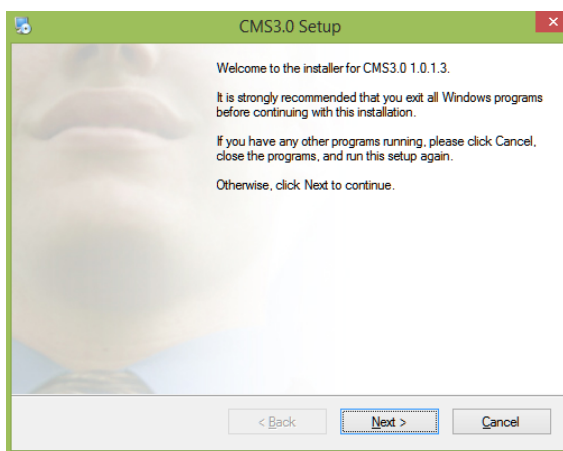 CMS3.0 Setup
Welcome to the installer for CMS3.0 1.0.1.3.
It is strongly recommended that you exit all Windows programs
before continuing with this installation.
If you have any other programs running, please click Cancel,
close the programs, and run this setup again.
Otherwise, click Next to continue.
< Back Next > Cancel